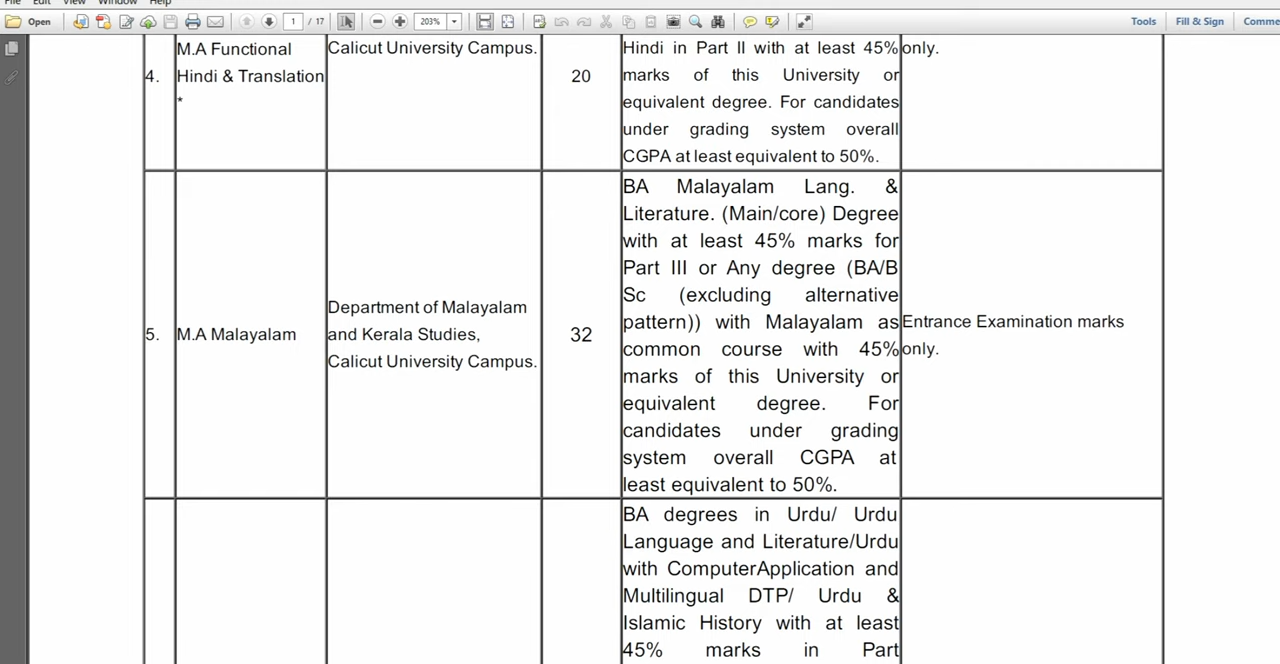 File Edit View Window Help
Open 1 / 17 203% Tools Fill & Sign Comme
4.
M.A Functional
Hindi & Translation
*
Calicut University Campus.
20
Hindi in Part II with at least 45%
marks of this University or
equivalent degree. For candidates
under grading system overall
CGPA at least equivalent to 50%.
only.
5.
M.A Malayalam
Department of Malayalam
and Kerala Studies,
Calicut University Campus.
32
BA Malayalam Lang. &
Literature. (Main/core) Degree
with at least 45% marks for
Part III or Any degree (BA/B
Sc (excluding alternative
pattern)) with Malayalam as
common course with 45%
marks of this University or
equivalent degree. For
candidates under grading
system overall CGPA at
least equivalent to 50%.
Entrance Examination marks
only.
BA degrees in Urdu/ Urdu
Language and Literature/Urdu
with ComputerApplication and
Multilingual DTP/ Urdu &
Islamic History with at least
45% marks in Part